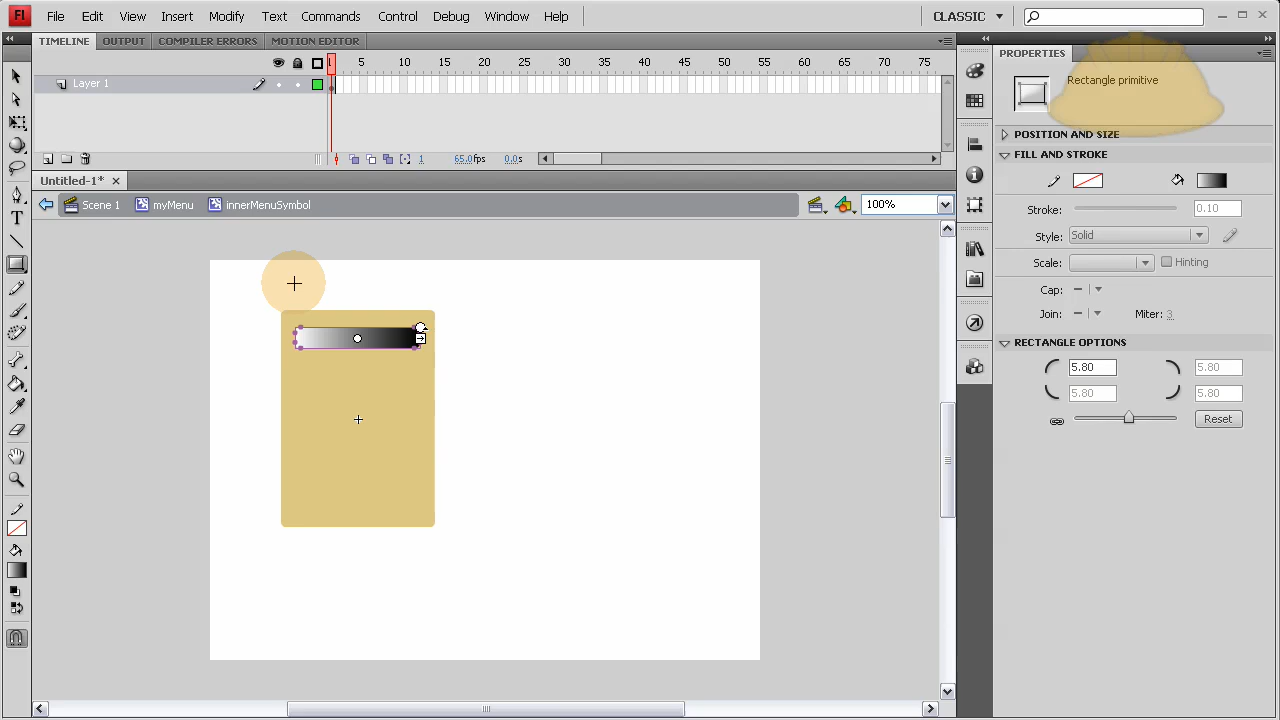 Fl File Edit View Insert Modify Text Commands Control Debug Window Help CLASSIC
TIMELINE OUTPUT COMPILER ERRORS MOTION EDITOR
1 5 10 15 20 25 30 35 40 45 50 55 60 65 70 75
Layer 1
1 65.0fps 0.0s
Untitled-1*
Scene 1 myMenu innerMenuSymbol 100%
PROPERTIES
Rectangle primitive
POSITION AND SIZE
FILL AND STROKE
Stroke: 0.10
Style: Solid
Scale: Hinting
Cap:
Join: Miter: 3
RECTANGLE OPTIONS
5.80 5.80
5.80 5.80
Reset